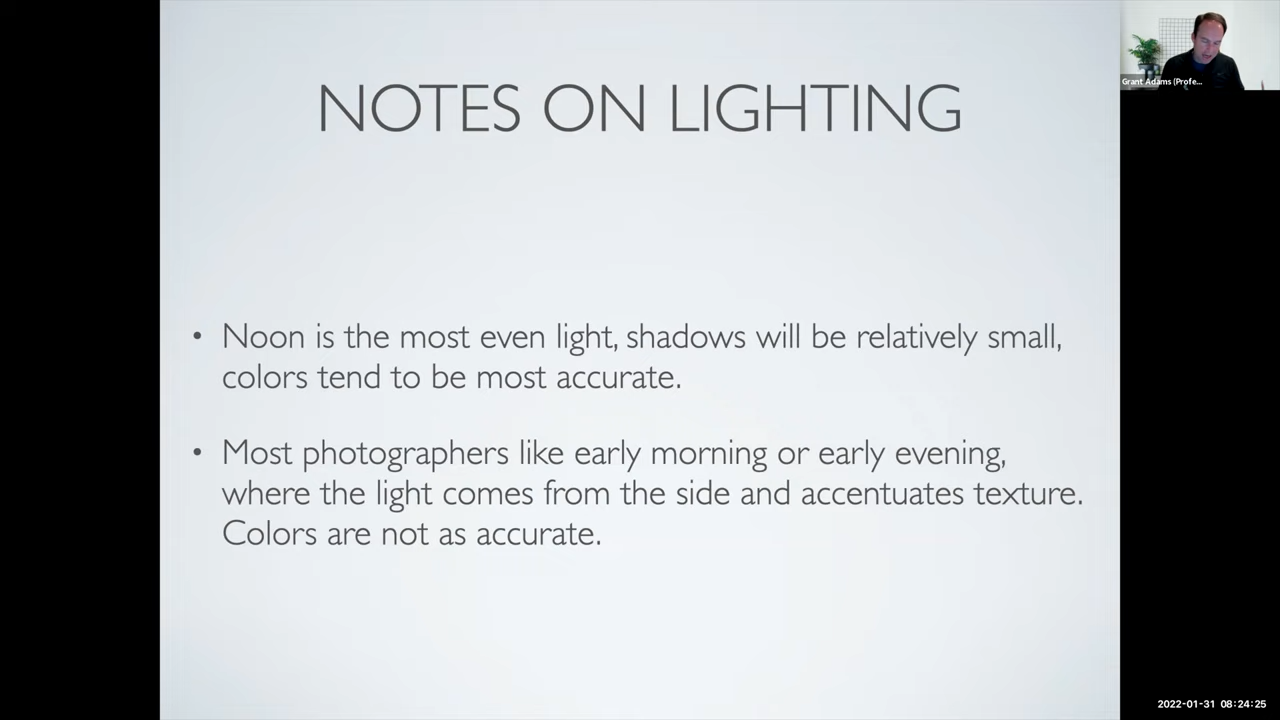 NOTES ON LIGHTING
Grant Adams (Profe...
• Noon is the most even light, shadows will be relatively small,
colors tend to be most accurate.
• Most photographers like early morning or early evening,
where the light comes from the side and accentuates texture.
Colors are not as accurate.
2022-01-31 08:24:25